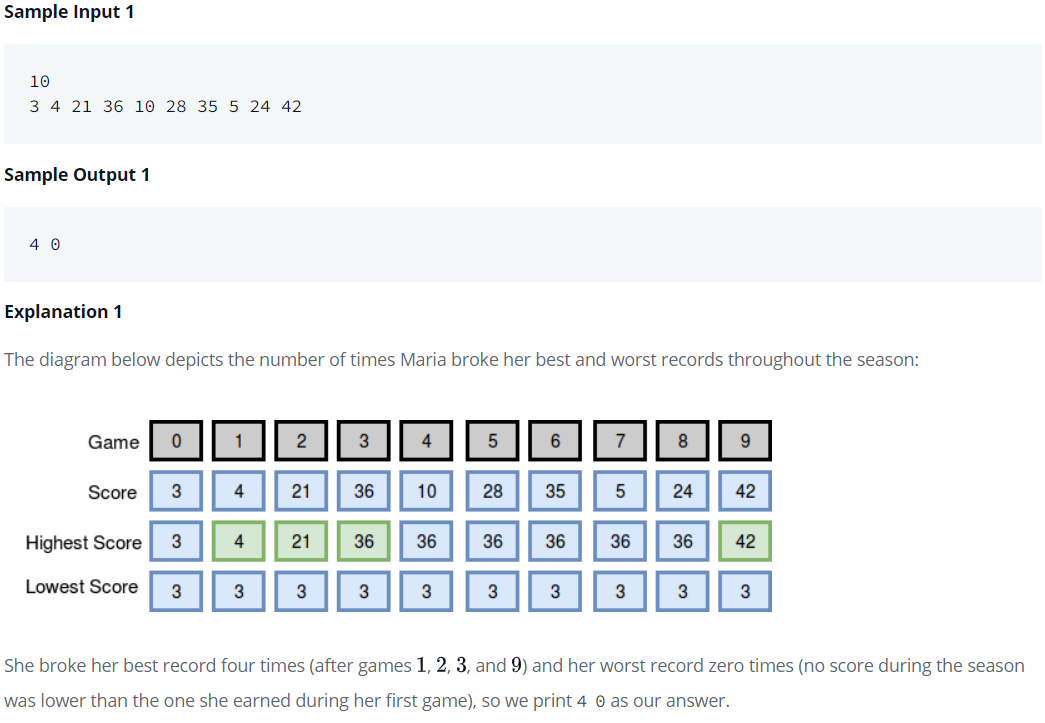 Sample Input 1
10
3 4 21 36 10 28 35 5 24 42
Sample Output 1
4 0
Explanation 1
The diagram below depicts the number of times Maria broke her best and worst records throughout the season:
Game 0 1 2 3 4 5 6 7 8 9
Score 3 4 21 36 10 28 35 5 24 42
Highest Score 3 4 21 36 36 36 36 36 36 42
Lowest Score 3 3 3 3 3 3 3 3 3 3
She broke her best record four times (after games 1, 2, 3, and 9) and her worst record zero times (no score during the season
was lower than the one she earned during her first game), so we print 4 0 as our answer.